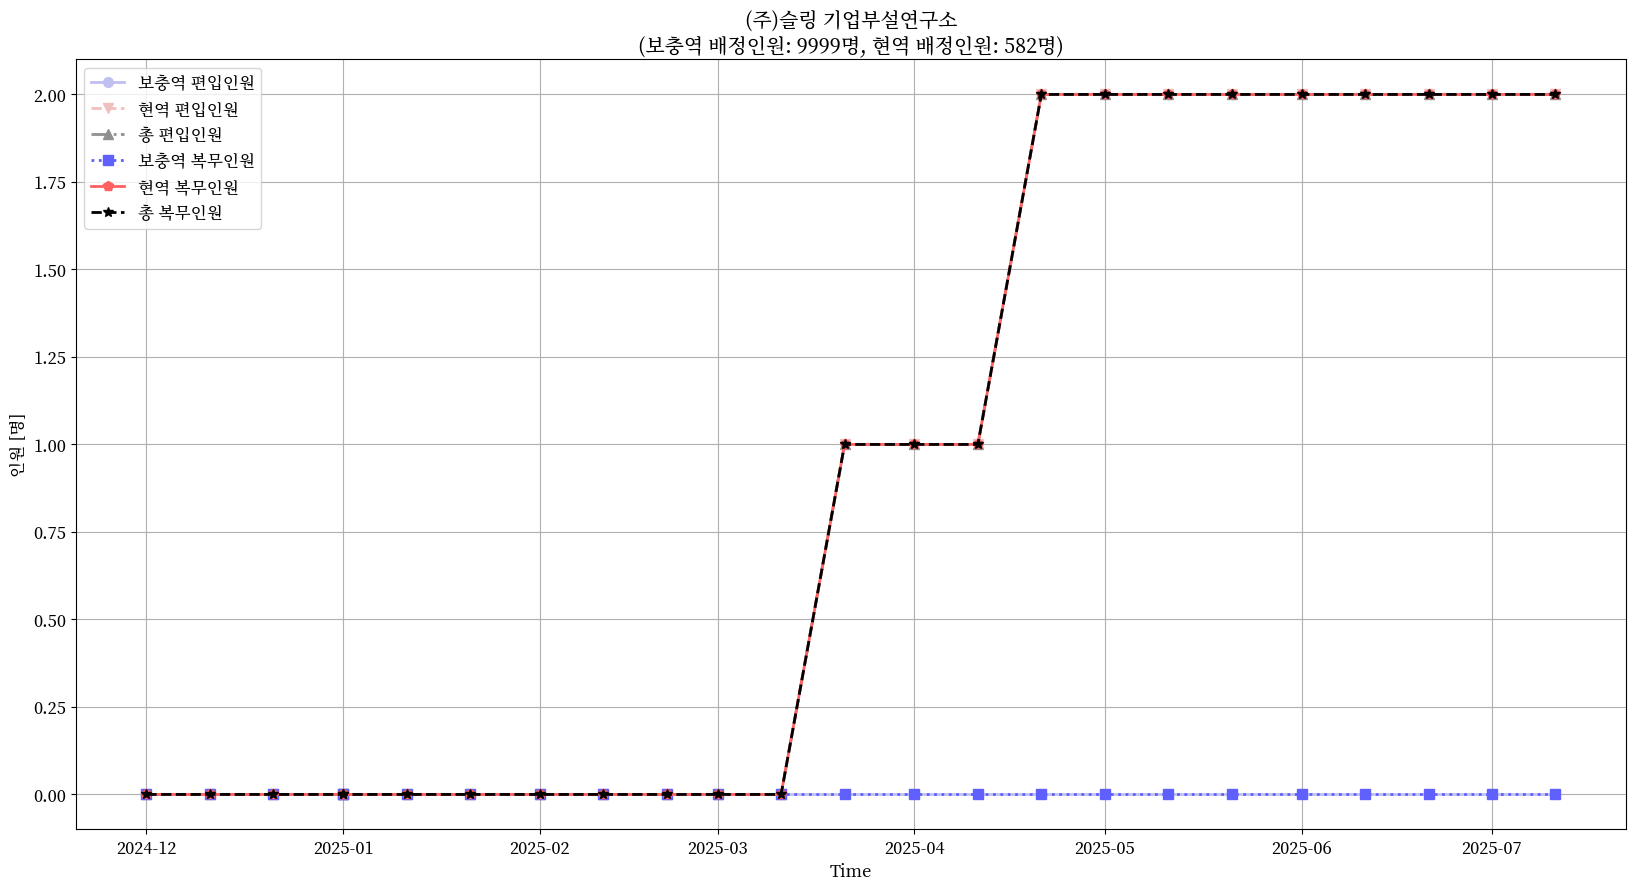 (주)슬링 기업부설연구소
(보충역 배정인원: 9999명, 현역 배정인원: 582명)
보충역 편입인원
현역 편입인원
총 편입인원
보충역 복무인원
현역 복무인원
총 복무인원
2.00
1.75
1.50
1.25
1.00
0.75
0.50
0.25
0.00
인원 [명]
2024-12 2025-01 2025-02 2025-03 2025-04 2025-05 2025-06 2025-07
Time